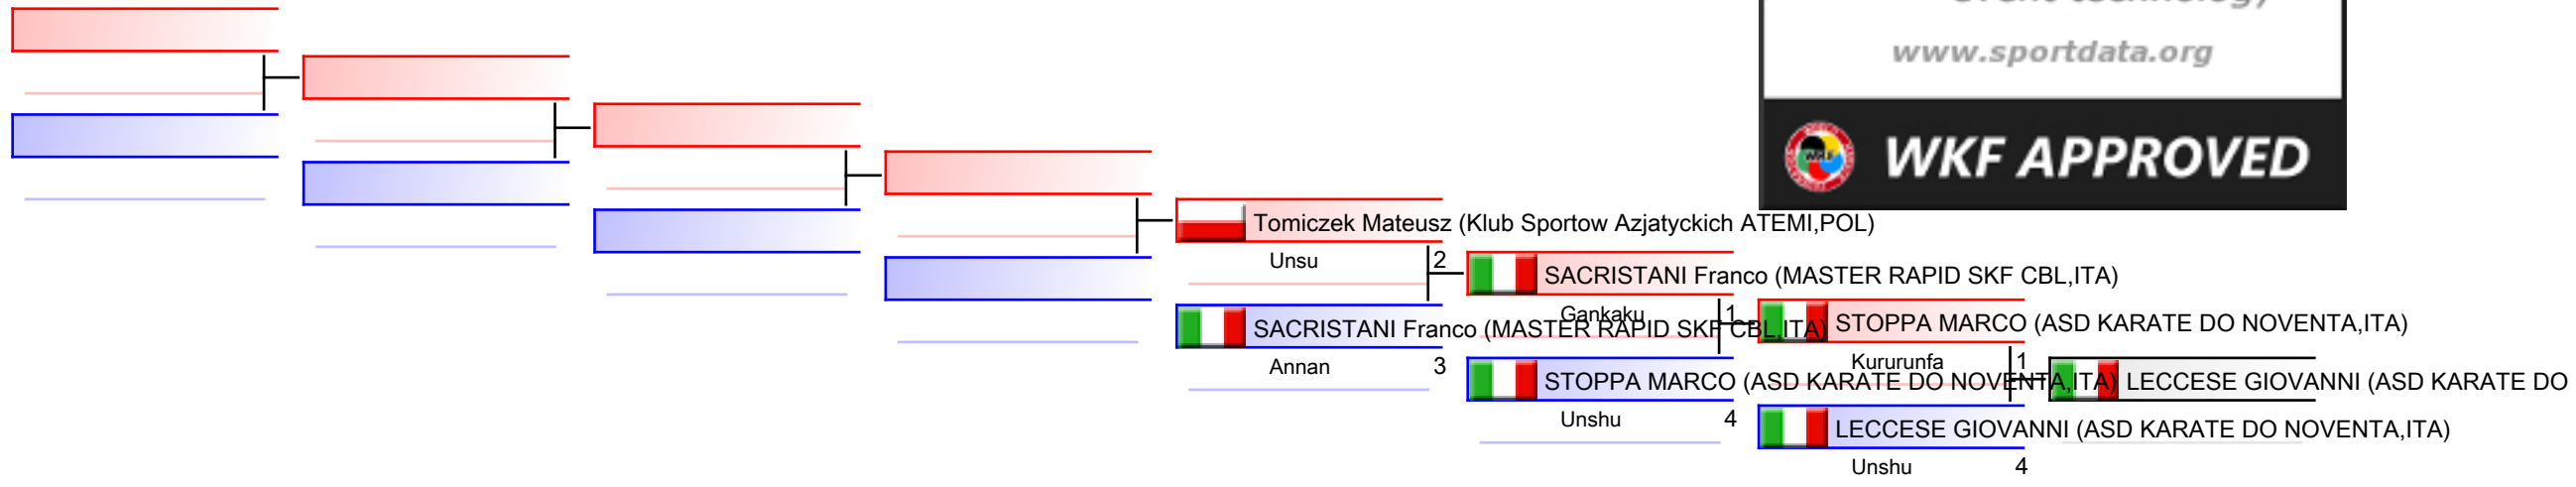 event technology
www.sportdata.org
WKF APPROVED
Tomiczek Mateusz (Klub Sportow Azjatyckich ATEMI,POL)
Unsu
2
SACRISTANI Franco (MASTER RAPID SKF CBL,ITA)
Gankaku
1
SACRISTANI Franco (MASTER RAPID SKF CBL,ITA)
STOPPA MARCO (ASD KARATE DO NOVENTA,ITA)
Annan
3
Kururunfa
1
STOPPA MARCO (ASD KARATE DO NOVENTA,ITA)
LECCESE GIOVANNI (ASD KARATE DO
Unshu
4
LECCESE GIOVANNI (ASD KARATE DO NOVENTA,ITA)
Unshu
4